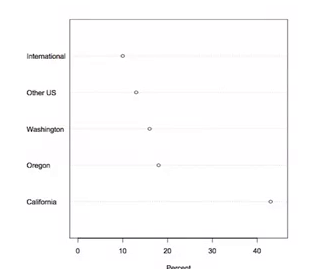 International
Other US
Washington
Oregon
California
0 10 20 30 40
Percent